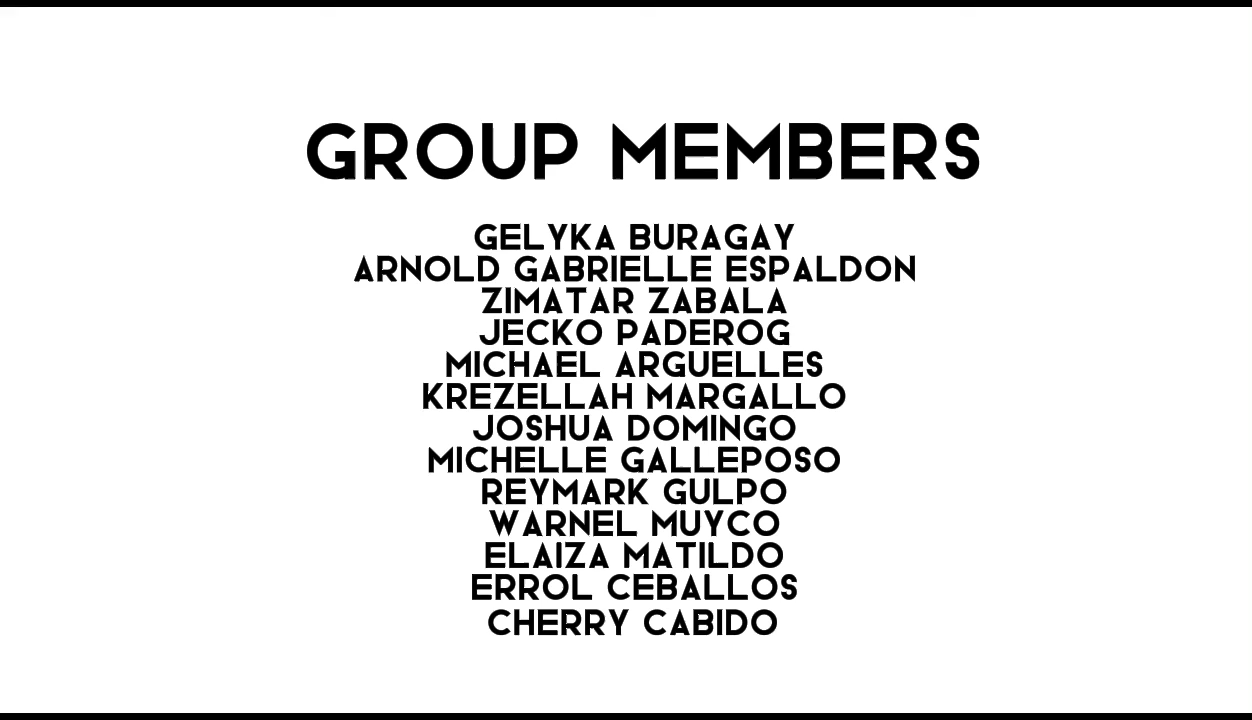 GROUP MEMBERS
GELYKA BURAGAY
ARNOLD GABRIELLE ESPALDON
ZIMATAR ZABALA
JECKO PADEROG
MICHAEL ARGUELLES
KREZELLAH MARGALLO
JOSHUA DOMINGO
MICHELLE GALLEPOSO
REYMARK GULPO
WARNEL MUYCO
ELAIZA MATILDO
ERROL CEBALLOS
CHERRY CABIDO